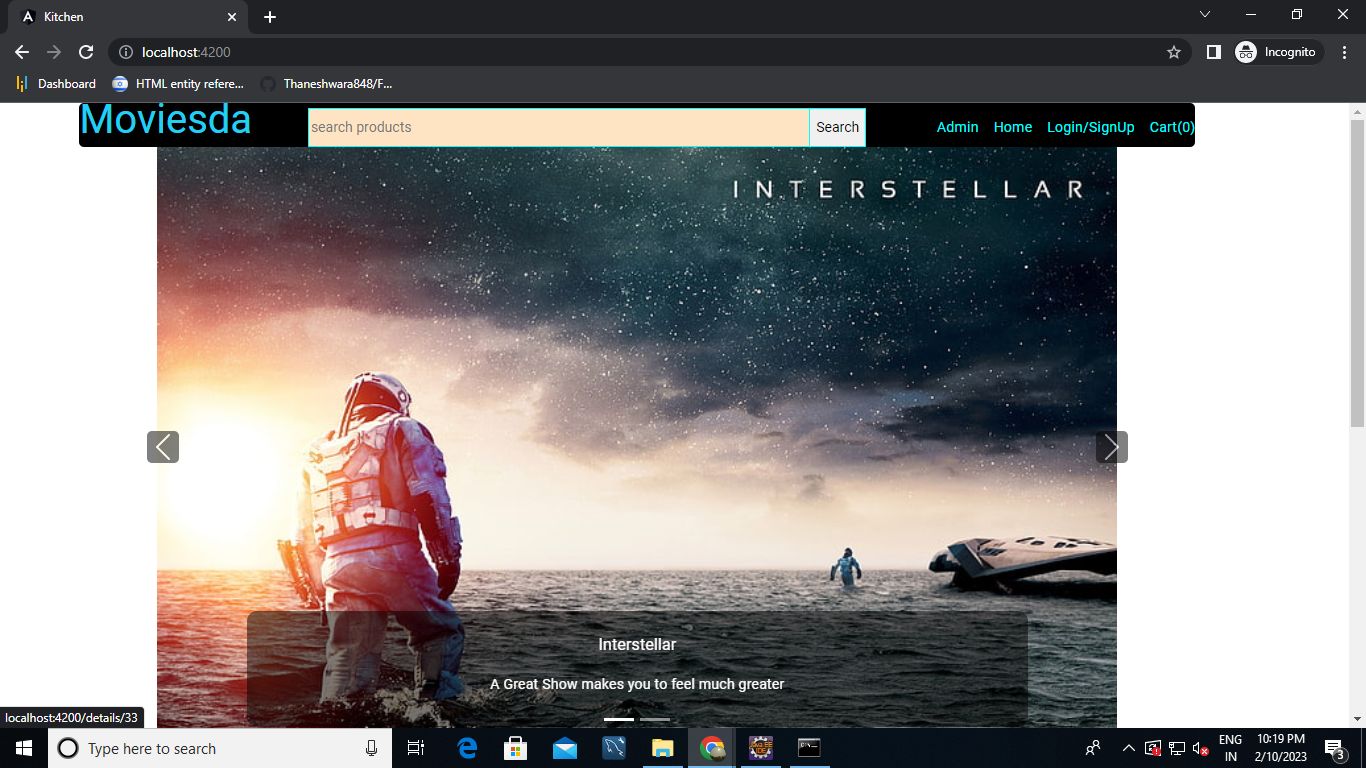 Kitchen
localhost:4200
Incognito
Dashboard
HTML entity refere...
Thaneshwara848/F...
Moviesda
search products
Search
Admin
Home
Login/SignUp
Cart(0)
INTERSTELLAR
Interstellar
A Great Show makes you to feel much greater
localhost:4200/details/33
Type here to search
ENG
IN
10:19 PM
2/10/2023
3